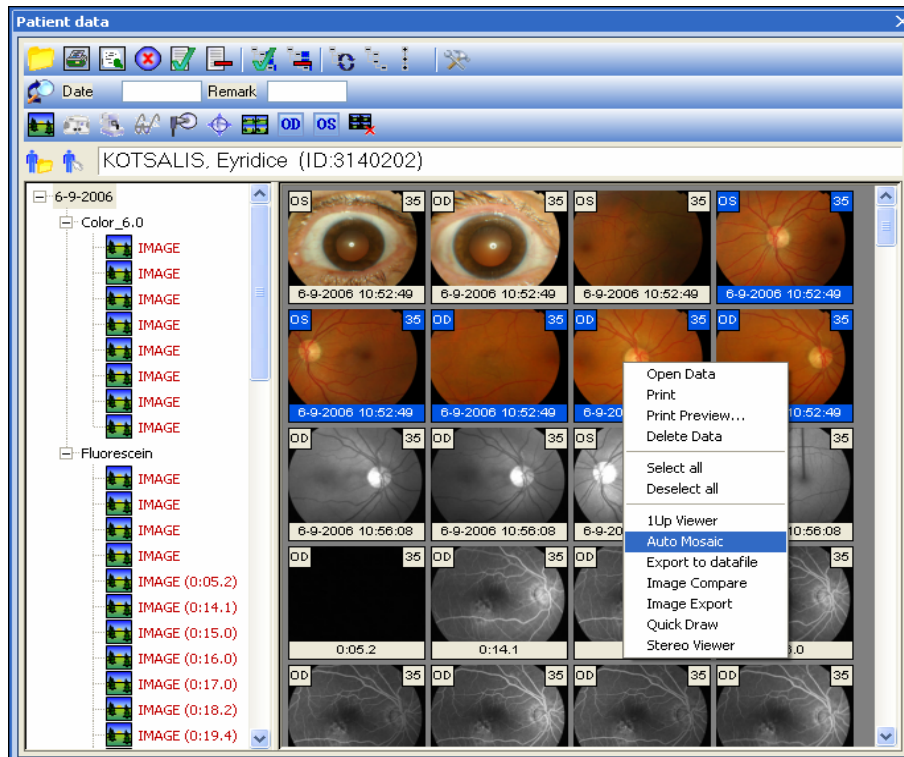 Patient data
Date Remark
OD OS
KOTSALIS, Eyridice (ID:3140202)
6-9-2006
Color_6.0
IMAGE
IMAGE
IMAGE
IMAGE
IMAGE
IMAGE
IMAGE
IMAGE
Fluorescein
IMAGE
IMAGE
IMAGE
IMAGE
IMAGE (0:05.2)
IMAGE (0:14.1)
IMAGE (0:15.0)
IMAGE (0:16.0)
IMAGE (0:17.0)
IMAGE (0:18.2)
IMAGE (0:19.4)
OS 35 OD 35 OS 35 OS 35
6-9-2006 10:52:49 6-9-2006 10:52:49 6-9-2006 10:52:49 6-9-2006 10:52:49
OS 35 OD 35 OD 35 OD 35
6-9-2006 10:52:49 6-9-2006 10:52:49 6-9-20 10:52:49
OD 35 OD 35 OS 35
6-9-2006 10:56:08 6-9-2006 10:56:08 6-9-20 10:56:08
OD 35 OD 35 OD 35
0:05.2 0:14.1 .0
OD 35 OD 35 OD 35 OD 35
Open Data
Print
Print Preview...
Delete Data
Select all
Deselect all
1Up Viewer
Auto Mosaic
Export to datafile
Image Compare
Image Export
Quick Draw
Stereo Viewer